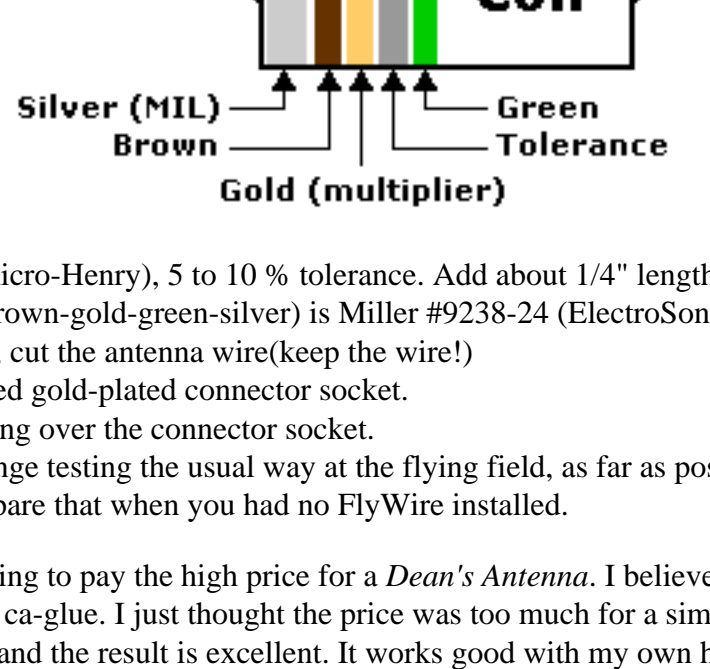 Coil
Silver (MIL) Green
Brown Tolerance
Gold (multiplier)
icro-Henry), 5 to 10 % tolerance. Add about 1/4" length
rown-gold-green-silver) is Miller #9238-24 (ElectroSon
, cut the antenna wire(keep the wire!)
ed gold-plated connector socket.
ng over the connector socket.
nge testing the usual way at the flying field, as far as pos
pare that when you had no FlyWire installed.
ing to pay the high price for a Dean's Antenna. I believe
ca-glue. I just thought the price was too much for a sim
and the result is excellent. It works good with my own h